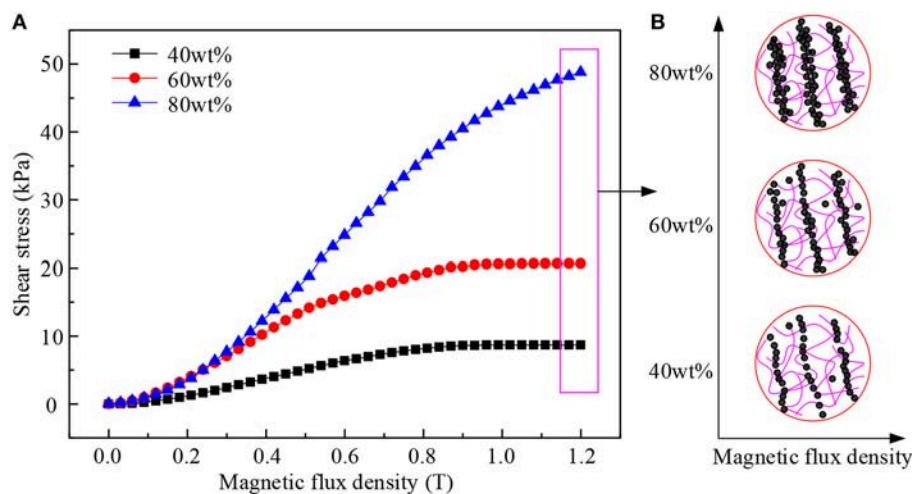 A
40wt%
60wt%
80wt%
50
40
30
20
10
0
Shear stress (kPa)
0.0 0.2 0.4 0.6 0.8 1.0 1.2
Magnetic flux density (T)
B
80wt%
60wt%
40wt%
Magnetic flux density